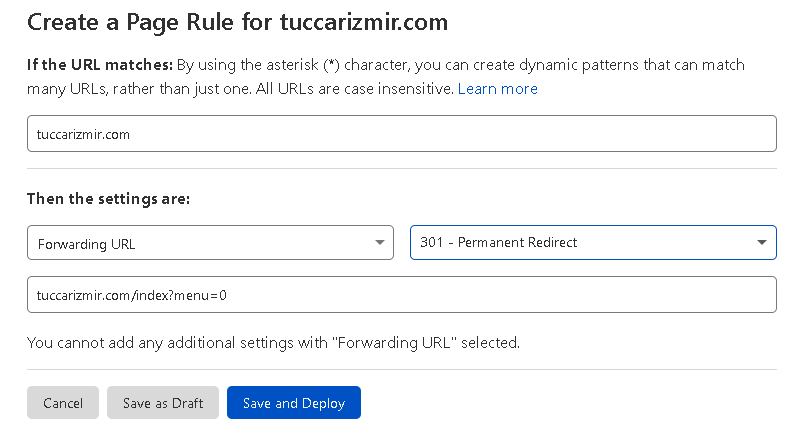 Create a Page Rule for tuccarizmir.com
If the URL matches: By using the asterisk (*) character, you can create dynamic patterns that can match
many URLs, rather than just one. All URLs are case insensitive. Learn more
tuccarizmir.com
Then the settings are:
Forwarding URL
301 - Permanent Redirect
tuccarizmir.com/index?menu=0
You cannot add any additional settings with "Forwarding URL" selected.
Cancel
Save as Draft
Save and Deploy